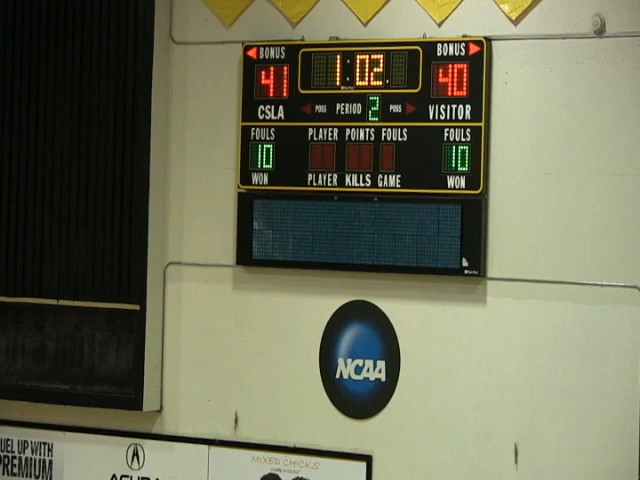 BONUS 1:02 BONUS
41 40
CSLA POSS PERIOD 2 POSS VISITOR
FOULS PLAYER POINTS FOULS FOULS
10 10
WON PLAYER KILLS GAME WON
NCAA
UEL UP WITH
PREMIUM
ACURA
MIXED CHICKS